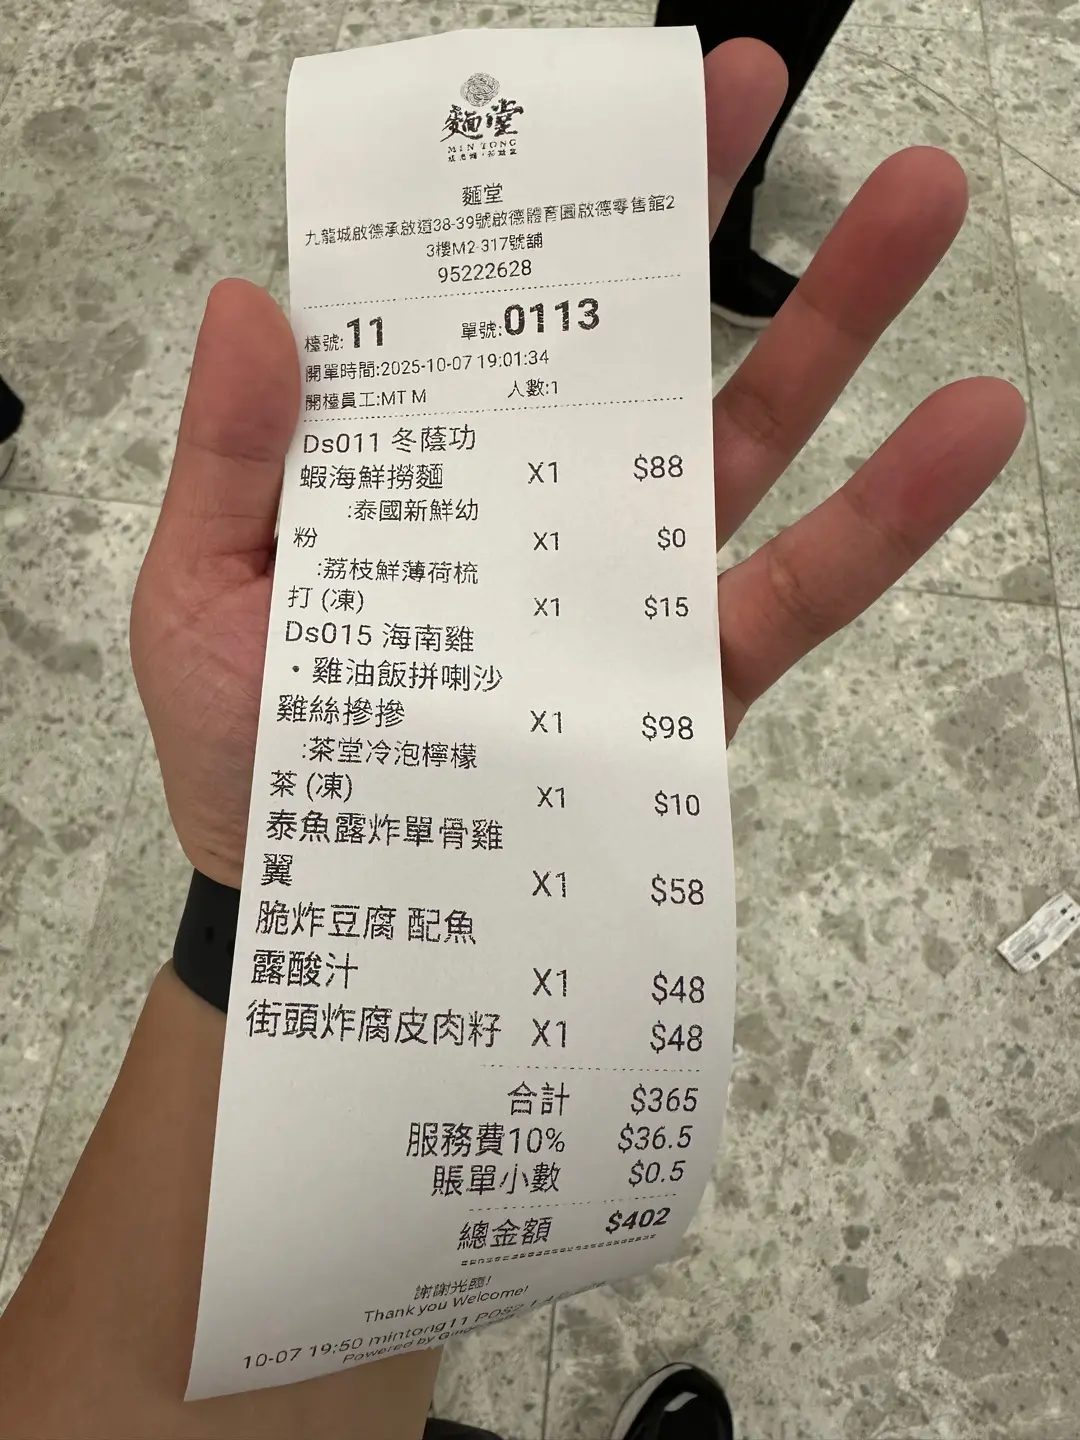 麵堂
MIN TONG
麵堂
九龍城啟德承啟道38-39號啟德體育園啟德零售館2
3樓M2-317號舖
95222628
檯號:11 單號:0113
開單時間:2025-10-07 19:01:34
開檯員工:MT M 人數:1
Ds011 冬蔭功
蝦海鮮撈麵 X1 $88
:泰國新鮮幼
粉 X1 $0
:荔枝鮮薄荷梳
打 (凍) X1 $15
Ds015 海南雞
・雞油飯拼喇沙
雞絲摻摻 X1 $98
:茶堂冷泡檸檬
茶 (凍) X1 $10
泰魚露炸單骨雞
翼 X1 $58
脆炸豆腐 配魚
露酸汁 X1 $48
街頭炸腐皮肉籽 X1 $48
合計 $365
服務費10% $36.5
賬單小數 $0.5
總金額 $402
謝謝光臨!
Thank you Welcome!
10-07 19:50 mintong11
Powered by